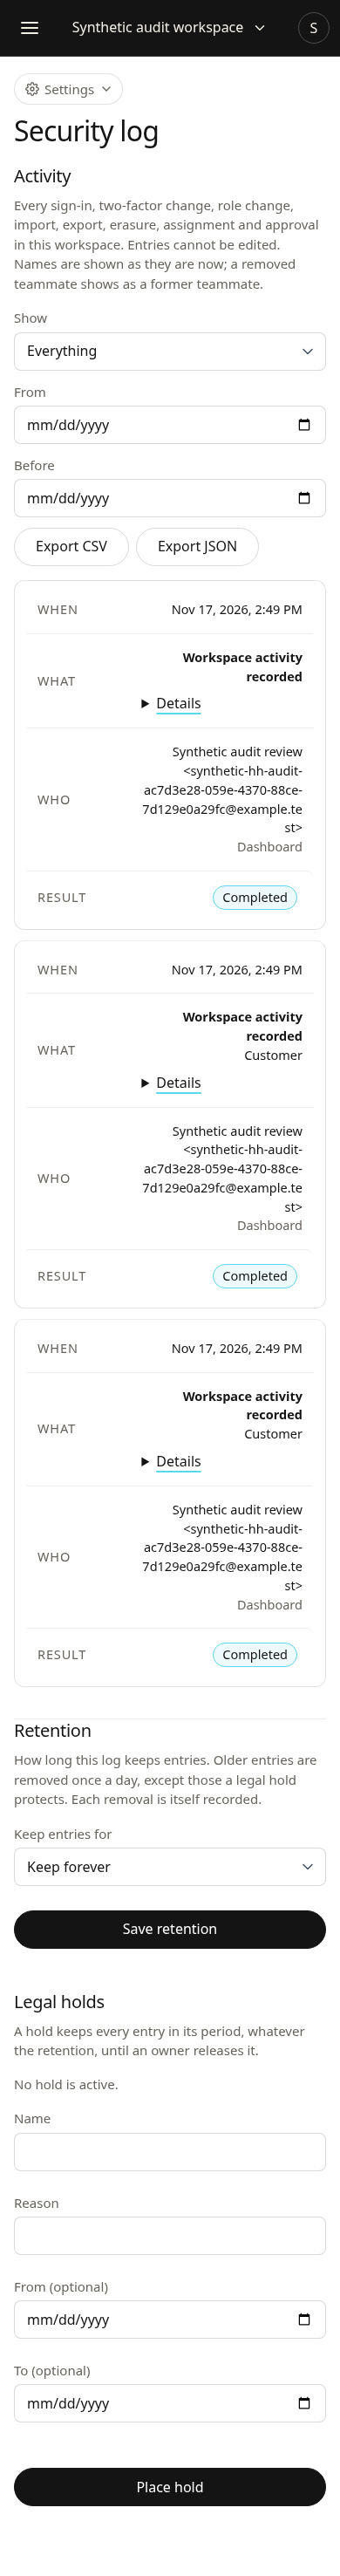 Synthetic audit workspace
S
Settings
Security log
Activity
Every sign-in, two-factor change, role change,
import, export, erasure, assignment and approval
in this workspace. Entries cannot be edited.
Names are shown as they are now; a removed
teammate shows as a former teammate.
Show
Everything
From
mm/dd/yyyy
Before
mm/dd/yyyy
Export CSV
Export JSON
WHEN
Nov 17, 2026, 2:49 PM
WHAT
Workspace activity
recorded
Details
WHO
Synthetic audit review
<synthetic-hh-audit-
ac7d3e28-059e-4370-88ce-
7d129e0a29fc@example.te
st>
Dashboard
RESULT
Completed
WHEN
Nov 17, 2026, 2:49 PM
WHAT
Workspace activity
recorded
Customer
Details
WHO
Synthetic audit review
<synthetic-hh-audit-
ac7d3e28-059e-4370-88ce-
7d129e0a29fc@example.te
st>
Dashboard
RESULT
Completed
WHEN
Nov 17, 2026, 2:49 PM
WHAT
Workspace activity
recorded
Customer
Details
WHO
Synthetic audit review
<synthetic-hh-audit-
ac7d3e28-059e-4370-88ce-
7d129e0a29fc@example.te
st>
Dashboard
RESULT
Completed
Retention
How long this log keeps entries. Older entries are
removed once a day, except those a legal hold
protects. Each removal is itself recorded.
Keep entries for
Keep forever
Save retention
Legal holds
A hold keeps every entry in its period, whatever
the retention, until an owner releases it.
No hold is active.
Name
Reason
From (optional)
mm/dd/yyyy
To (optional)
mm/dd/yyyy
Place hold